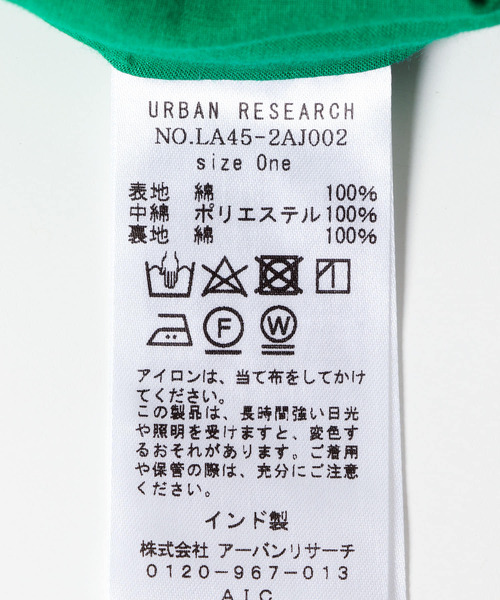 URBAN RESEARCH
NO.LA45-2AJ002
size One
表地 綿 100%
中綿 ポリエステル 100%
裏地 綿 100%
F W
アイロンは、当て布をしてかけ
てください。
この製品は、長時間強い日光
や照明を受けますと、変色す
るおそれがあります。ご着用
や保管の際は、充分にご注意
ください。
インド製
株式会社 アーバンリサーチ
0120-967-013
AIC